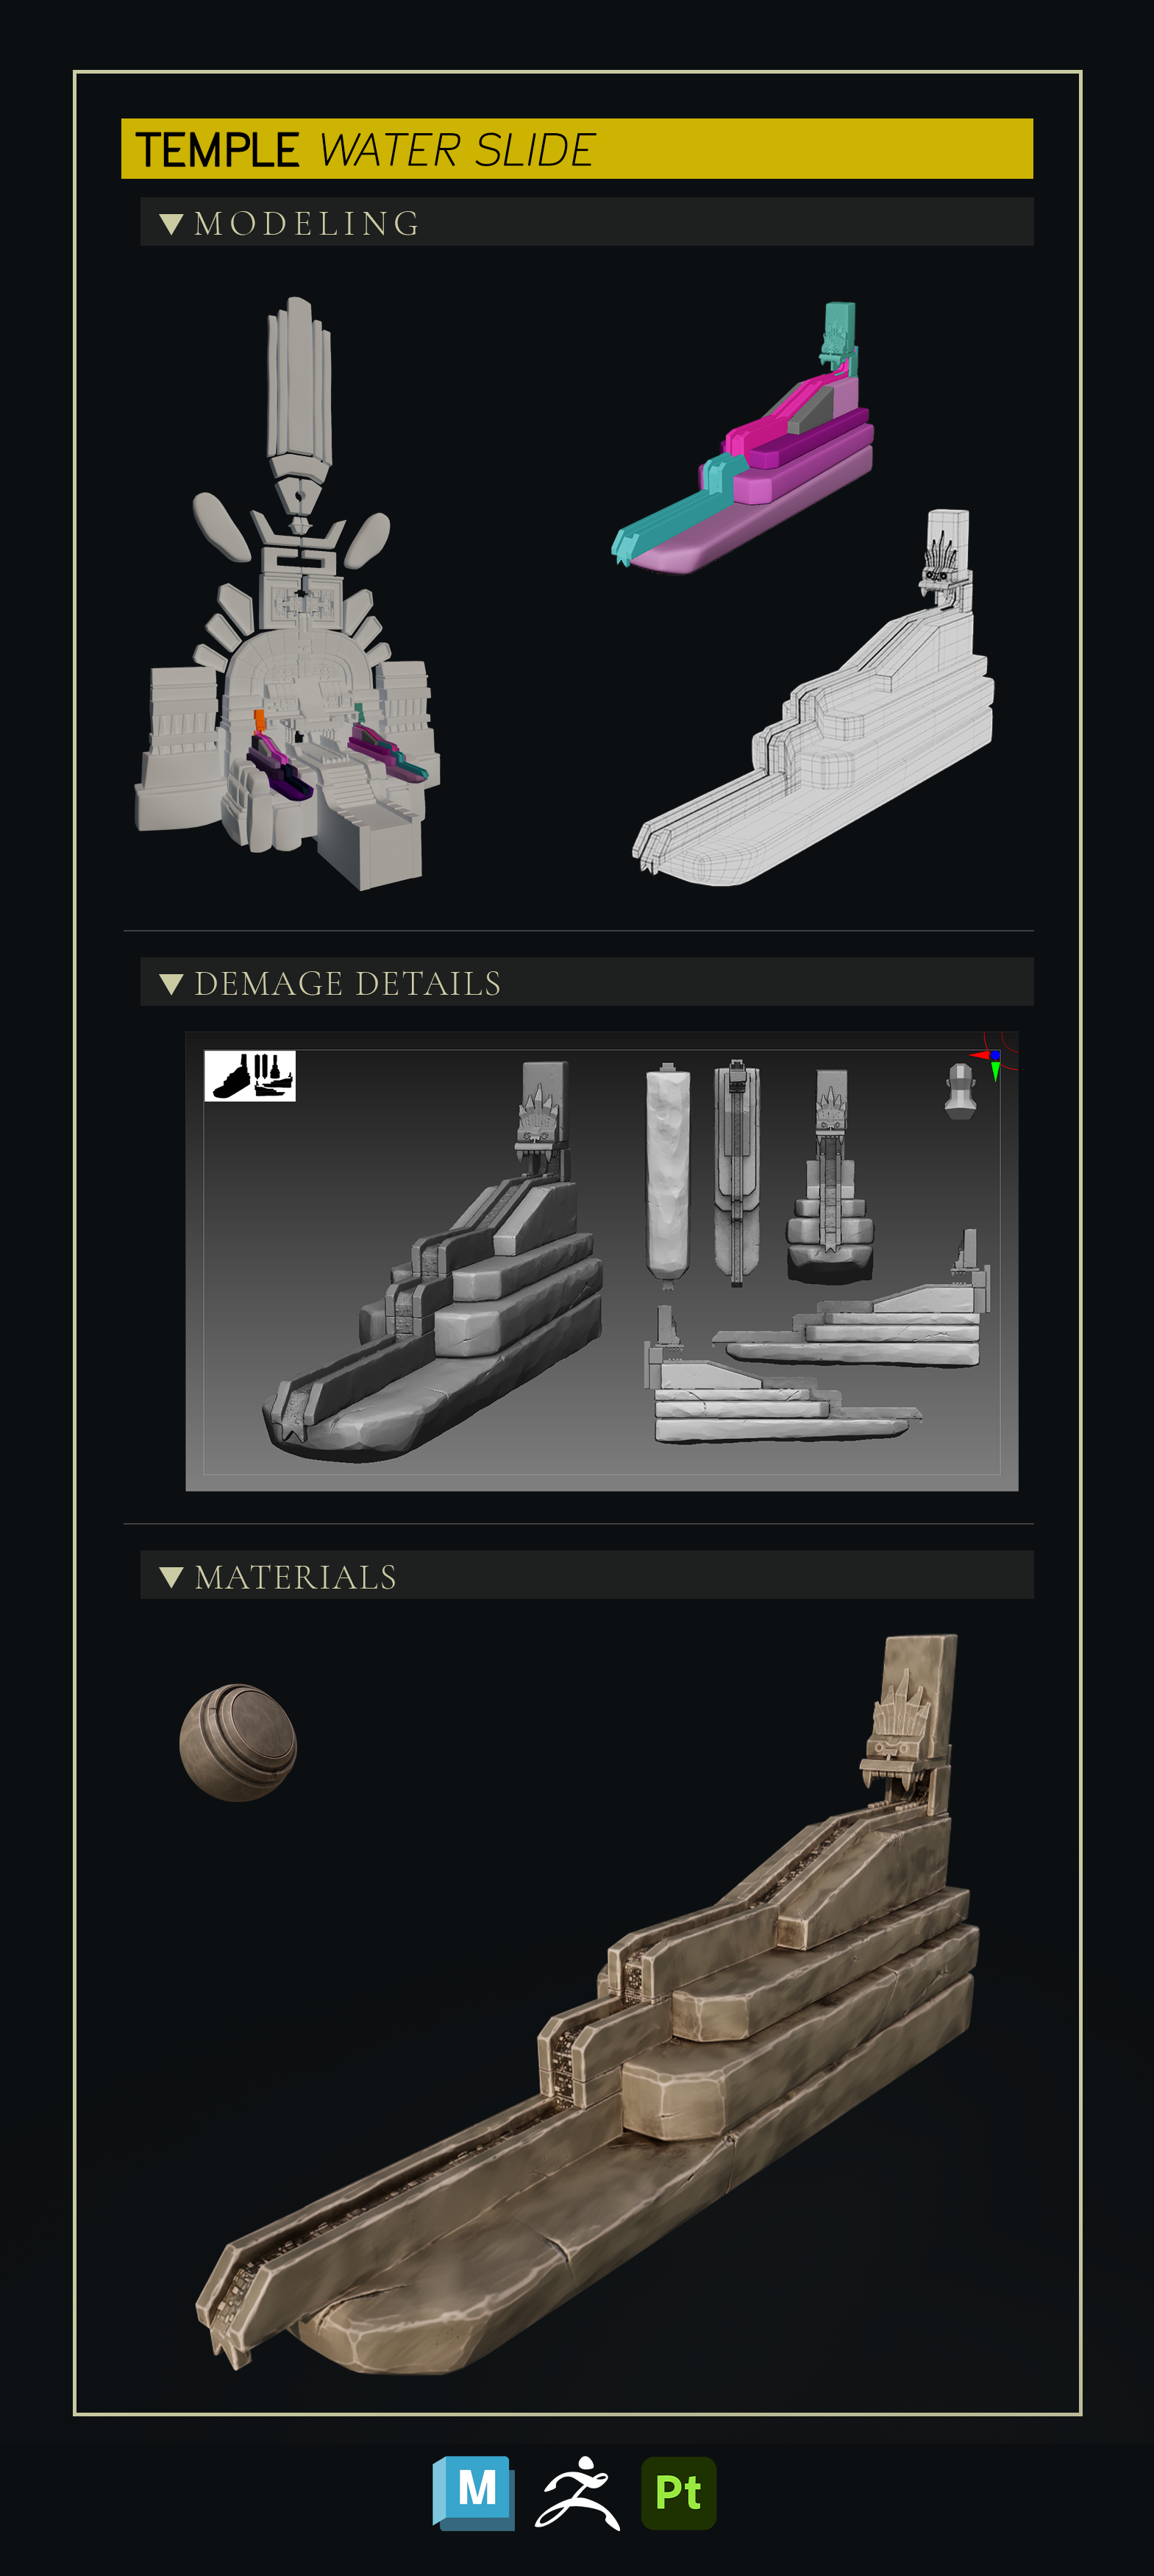 TEMPLE WATER SLIDE
▼ MODELING
▼ DEMAGE DETAILS
▼ MATERIALS
M Pt